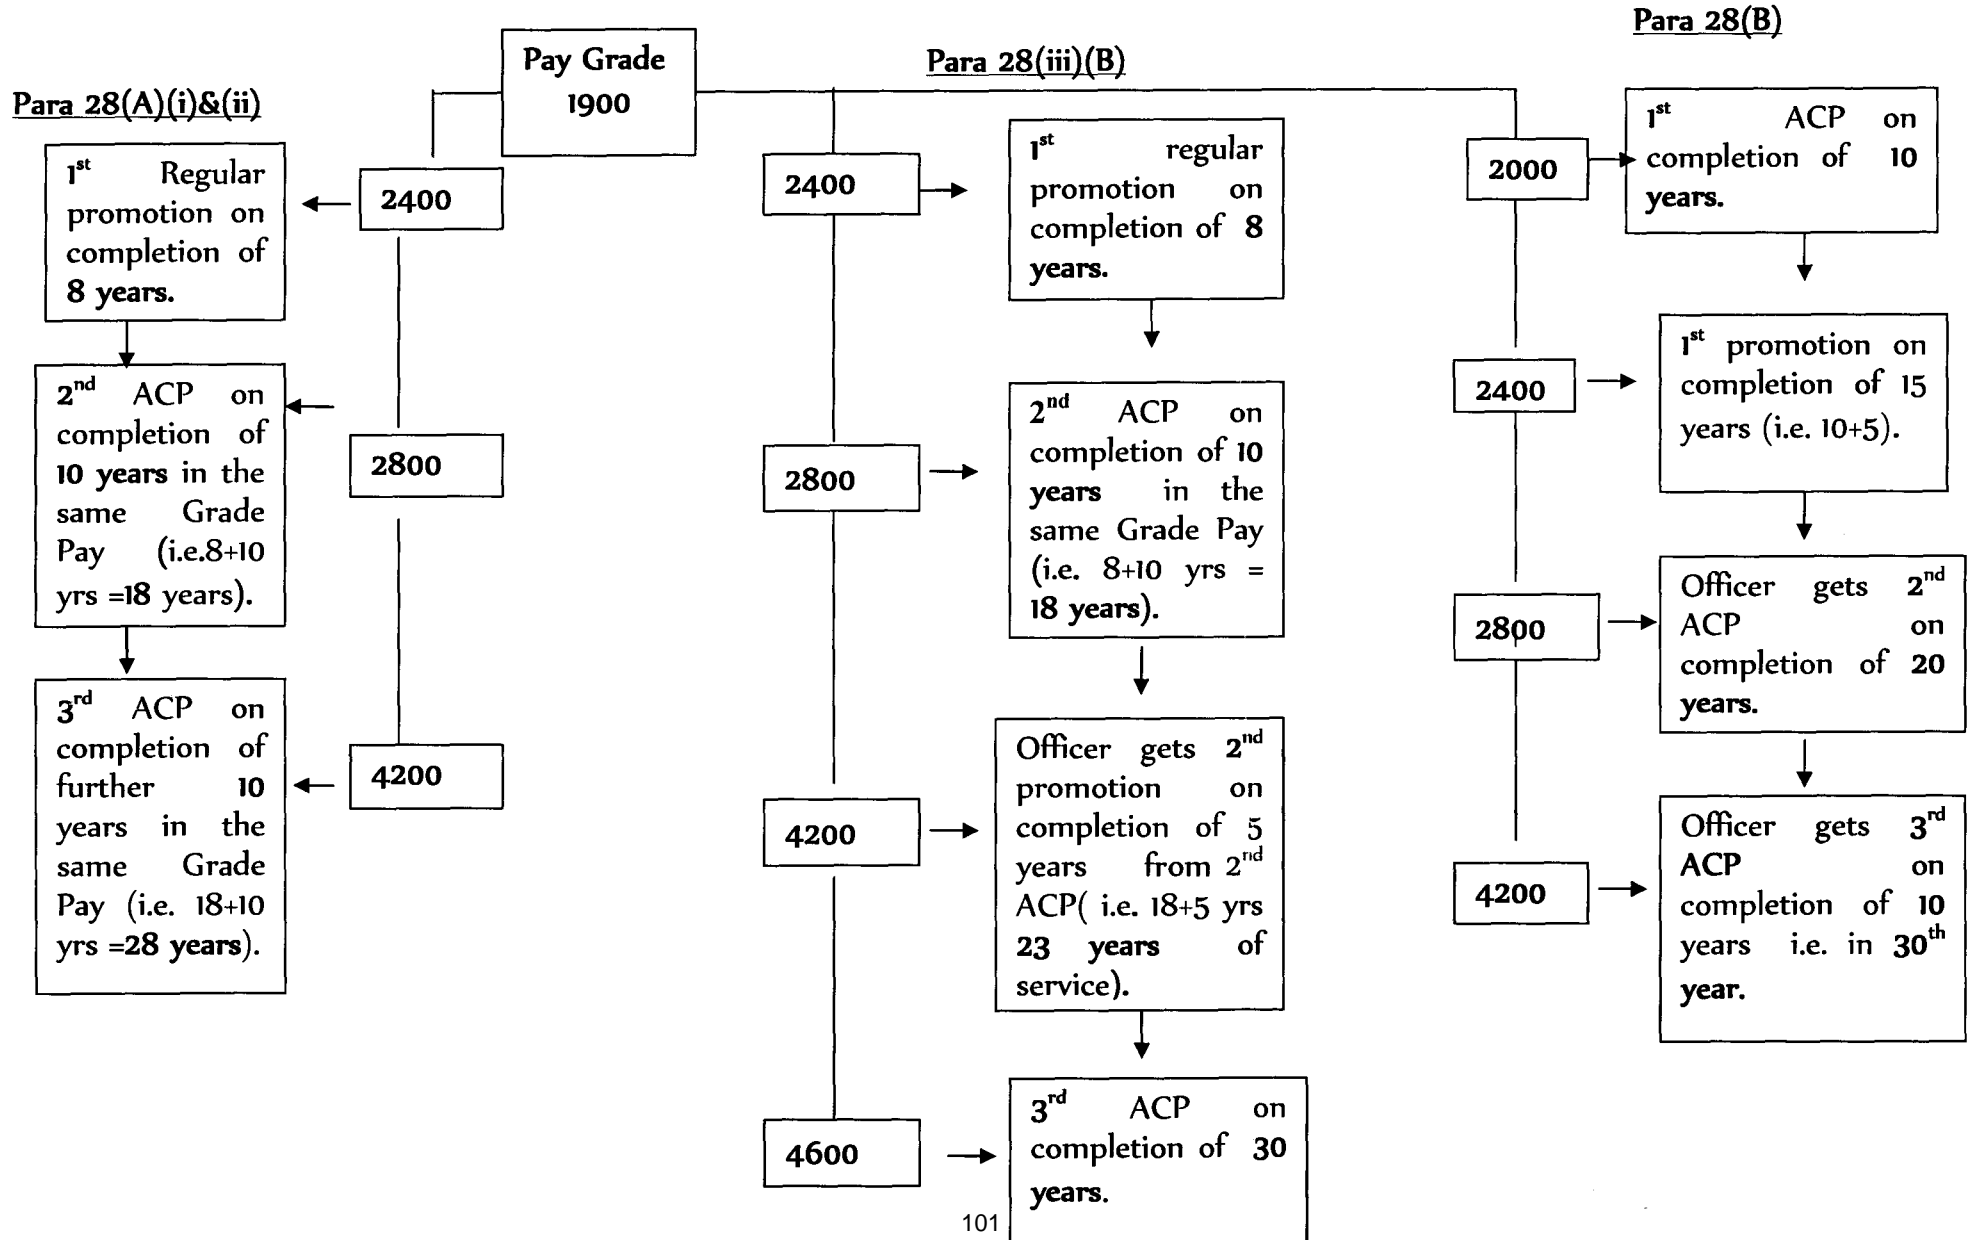 Para 28(B)
Pay Grade
1900
Para 28(iii)(B)
Para 28(A)(i)&(ii)
1st Regular
promotion on
completion of
8 years.
2400
2nd ACP on
completion of
10 years in the
same Grade
Pay (i.e.8+10
yrs =18 years).
2800
3rd ACP on
completion of
further 10
years in the
same Grade
Pay (i.e. 18+10
yrs =28 years).
4200
2400
1st regular
promotion on
completion of 8
years.
2800
2nd ACP on
completion of 10
years in the
same Grade Pay
(i.e. 8+10 yrs =
18 years).
4200
Officer gets 2nd
promotion on
completion of 5
years from 2nd
ACP( i.e. 18+5 yrs
23 years of
service).
4600
3rd ACP on
completion of 30
years.
2000
1st ACP on
completion of 10
years.
2400
1st promotion on
completion of 15
years (i.e. 10+5).
2800
Officer gets 2nd
ACP on
completion of 20
years.
4200
Officer gets 3rd
ACP on
completion of 10
years i.e. in 30th
year.
101